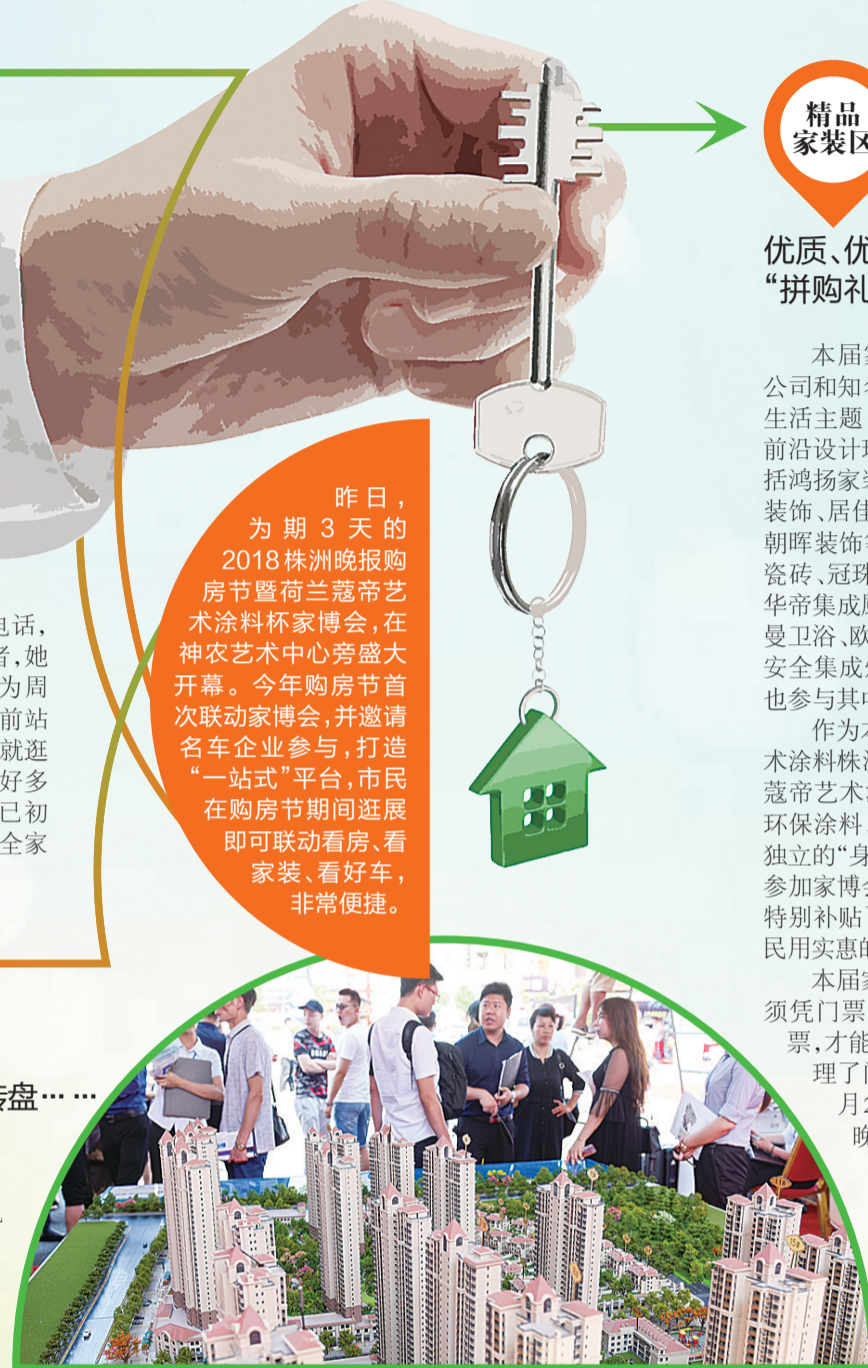 电话,
者,她
为周
前站
就逛
好多
已初
全家
转盘……
昨日,
为期3天的
2018株洲晚报购
房节暨荷兰蔻帝艺
术涂料杯家博会,在
神农艺术中心旁盛大
开幕。今年购房节首
次联动家博会,并邀请
名车企业参与,打造
“一站式”平台,市民
在购房节期间逛展
即可联动看房、看
家装、看好车,
非常便捷。
精品
家装区
优质、优
“拼购礼
本届家
公司和知
生活主题
前沿设计
括鸿扬家装
装饰、居住
朝晖装饰等
瓷砖、冠珠
华帝集成
曼卫浴、欧
安全集成
也参与其中
作为本
术涂料株洲
蔻帝艺术
环保涂料
独立的“身
参加家博会
特别补贴
民用实惠的
本届家
须凭门票
票,才能
理了
月2
晚